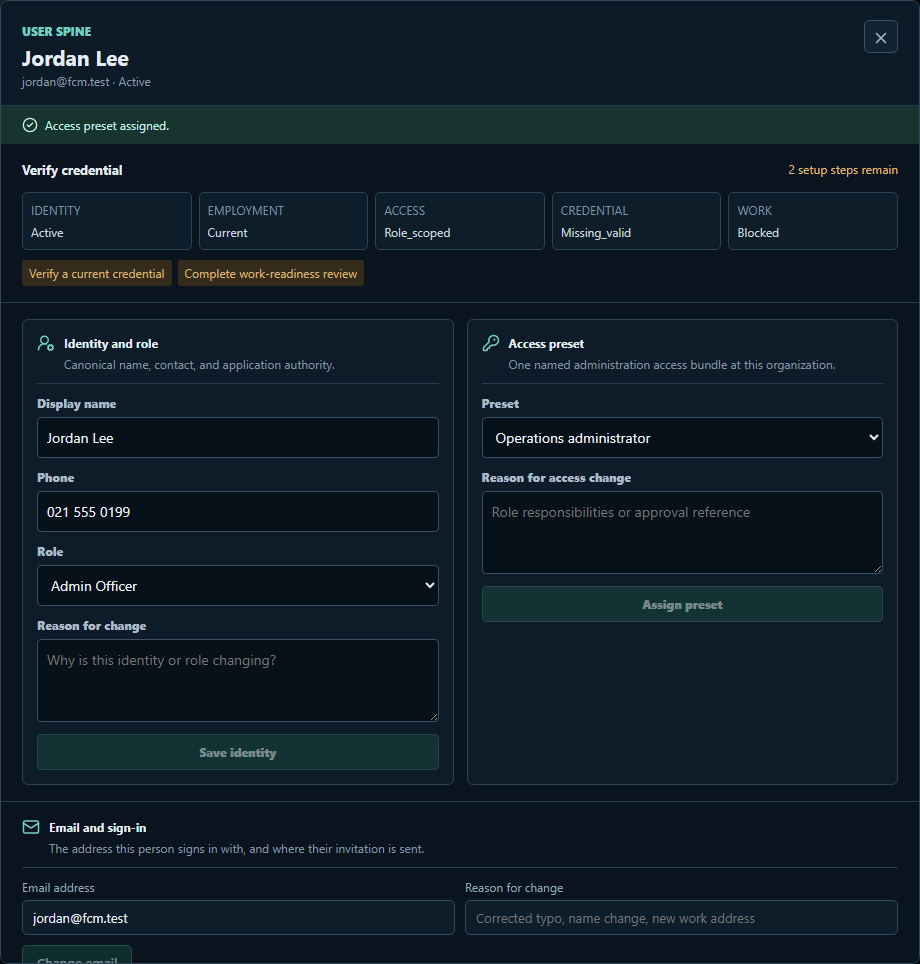 USER SPINE
Jordan Lee
jordan@fcm.test · Active
Access preset assigned.
Verify credential
2 setup steps remain
IDENTITY
Active
EMPLOYMENT
Current
ACCESS
Role_scoped
CREDENTIAL
Missing_valid
WORK
Blocked
Verify a current credential
Complete work-readiness review
Identity and role
Canonical name, contact, and application authority.
Display name
Jordan Lee
Phone
021 555 0199
Role
Admin Officer
Reason for change
Why is this identity or role changing?
Save identity
Access preset
One named administration access bundle at this organization.
Preset
Operations administrator
Reason for access change
Role responsibilities or approval reference
Assign preset
Email and sign-in
The address this person signs in with, and where their invitation is sent.
Email address
jordan@fcm.test
Reason for change
Corrected typo, name change, new work address
Change email